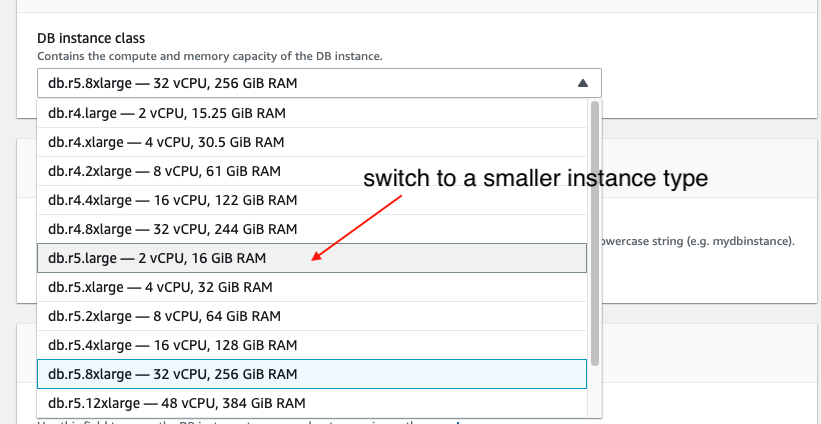 DB instance class
Contains the compute and memory capacity of the DB instance.
db.r5.8xlarge — 32 vCPU, 256 GiB RAM
db.r4.large — 2 vCPU, 15.25 GiB RAM
db.r4.xlarge — 4 vCPU, 30.5 GiB RAM
db.r4.2xlarge — 8 vCPU, 61 GiB RAM
switch to a smaller instance type
db.r4.4xlarge — 16 vCPU, 122 GiB RAM
db.r4.8xlarge — 32 vCPU, 244 GiB RAM
owercase string (e.g. mydbinstance).
db.r5.large — 2 vCPU, 16 GiB RAM
db.r5.xlarge — 4 vCPU, 32 GiB RAM
db.r5.2xlarge — 8 vCPU, 64 GiB RAM
db.r5.4xlarge — 16 vCPU, 128 GiB RAM
db.r5.8xlarge — 32 vCPU, 256 GiB RAM
db.r5.12xlarge — 48 vCPU, 384 GiB RAM